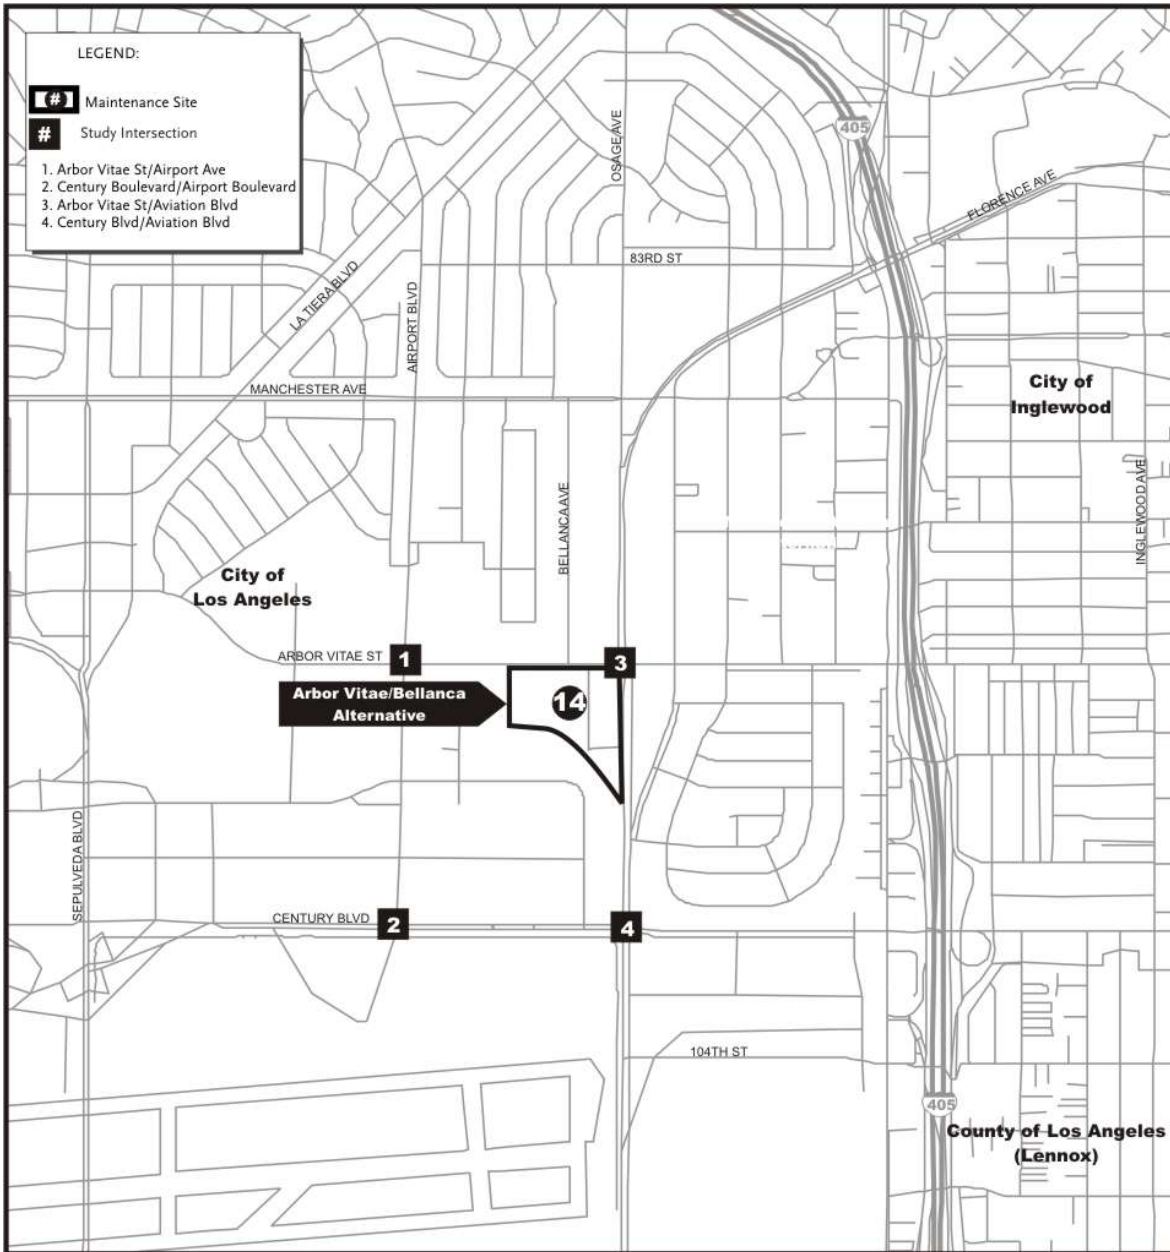 LEGEND:
(#) Maintenance Site
# Study Intersection
1. Arbor Vitae St/Airport Ave
2. Century Boulevard/Airport Boulevard
3. Arbor Vitae St/Aviation Blvd
4. Century Blvd/Aviation Blvd
405
OSAGE AVE
FLORENCE AVE
83RD ST
LA TIERA BLVD
AIRPORT BLVD
MANCHESTER AVE
City of
Inglewood
INGLEWOOD AVE
BELLANCA AVE
City of
Los Angeles
ARBOR VITAE ST
1
3
Arbor Vitae/Bellanca
Alternative
14
SEPULVEDA BLVD
CENTURY BLVD
2
4
104TH ST
405
County of Los Angeles
(Lennox)